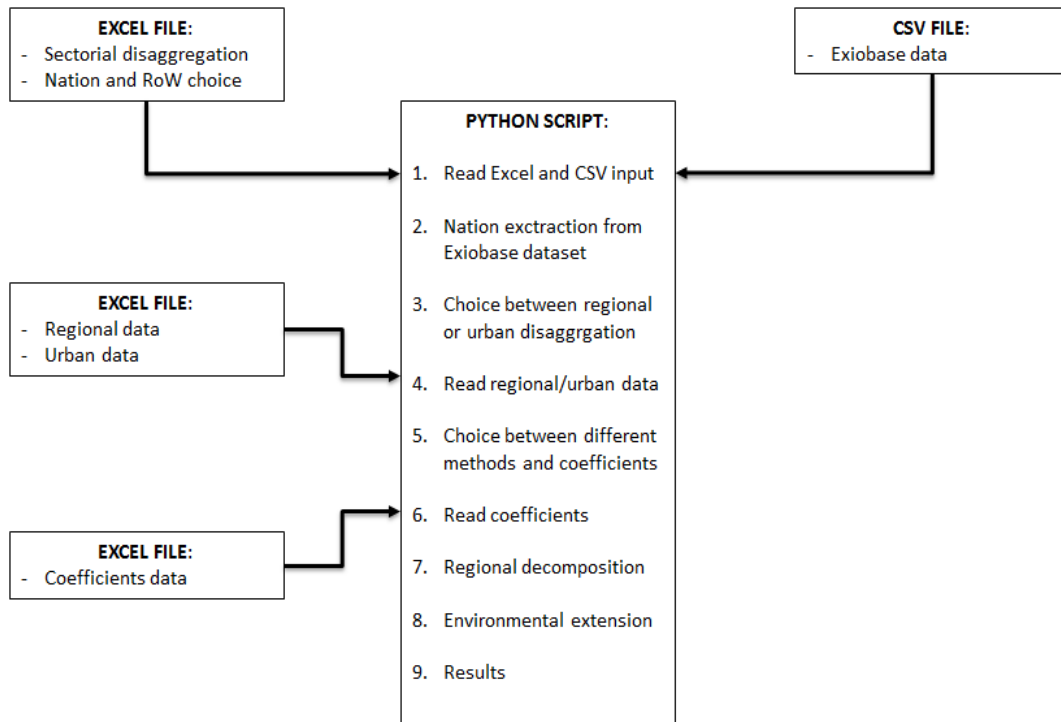 EXCEL FILE:
- Sectorial disaggregation
- Nation and RoW choice
CSV FILE:
- Exiobase data
PYTHON SCRIPT:
1. Read Excel and CSV input
2. Nation exctraction from
Exiobase dataset
3. Choice between regional
or urban disaggrgation
4. Read regional/urban data
5. Choice between different
methods and coefficients
6. Read coefficients
7. Regional decomposition
8. Environmental extension
9. Results
EXCEL FILE:
- Regional data
- Urban data
EXCEL FILE:
- Coefficients data